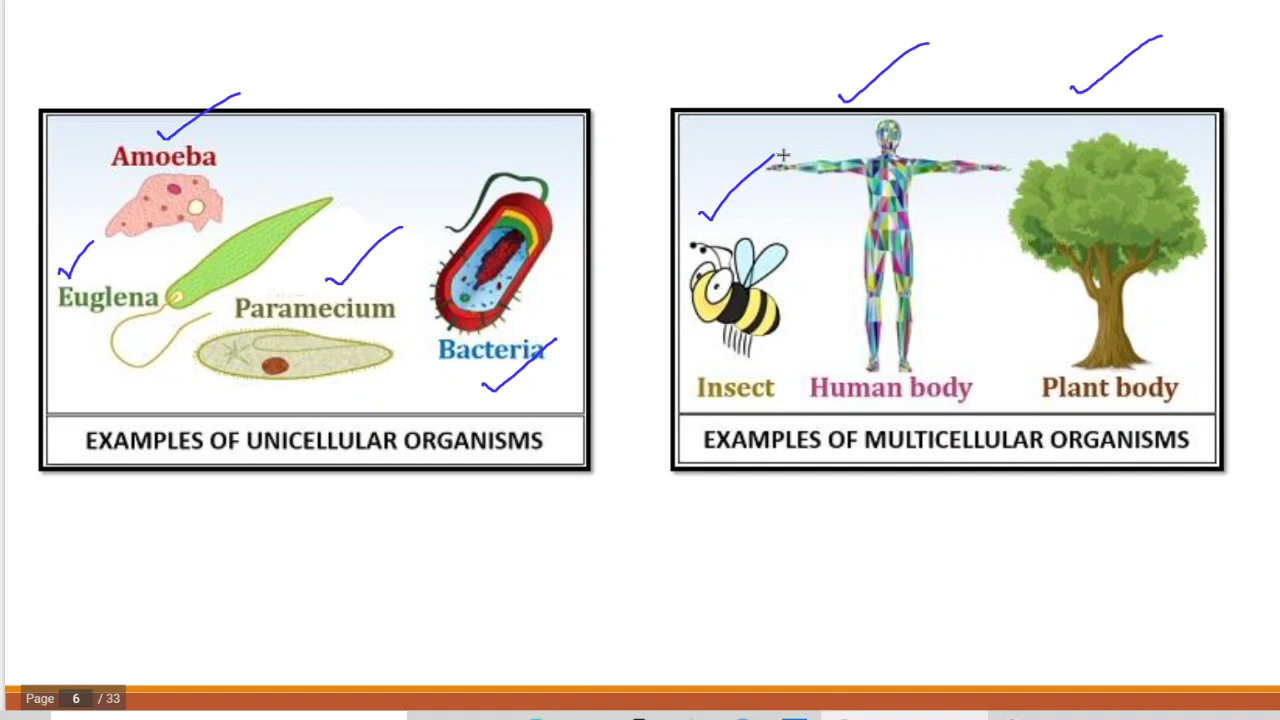 Amoeba
Euglena
Paramecium
Bacteria
EXAMPLES OF UNICELLULAR ORGANISMS
Insect
Human body
Plant body
EXAMPLES OF MULTICELLULAR ORGANISMS
Page 6 / 33